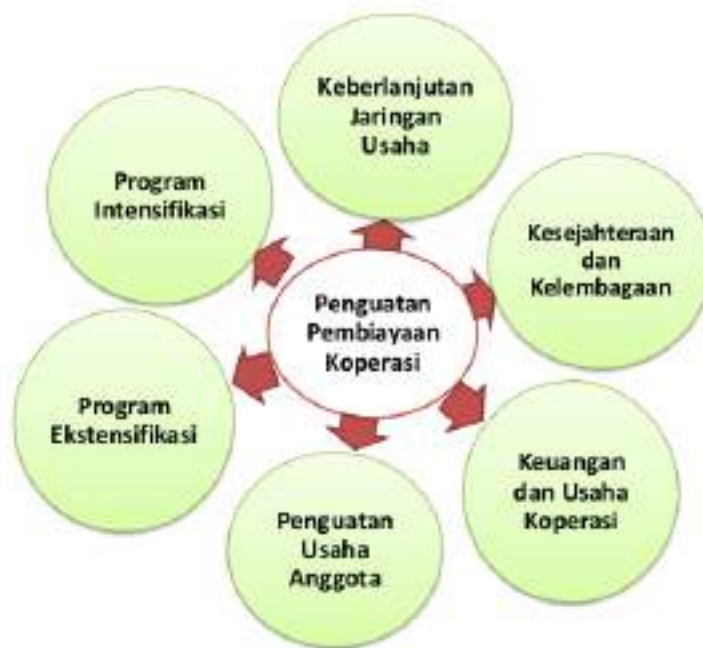 Keberlanjutan
Jaringan
Usaha
Program
Intensifikasi
Kesejahteraan
dan
Kelembagaan
Penguatan
Pembiayaan
Koperasi
Program
Ekstensifikasi
Keuangan
dan Usaha
Koperasi
Penguatan
Usaha
Anggota